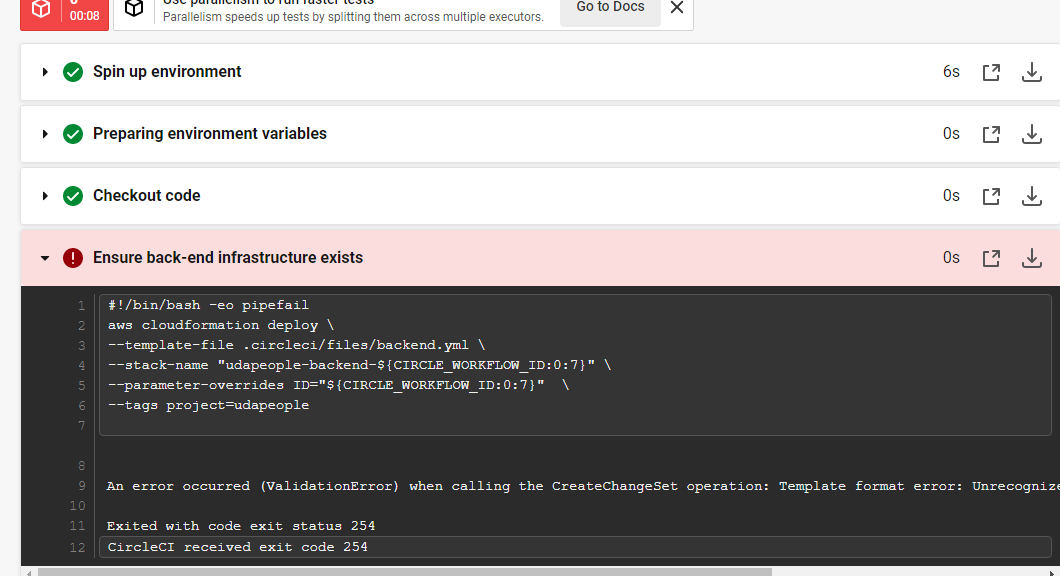 00:08
Use parallelism to run faster tests
Parallelism speeds up tests by splitting them across multiple executors.
Go to Docs
Spin up environment 6s
Preparing environment variables 0s
Checkout code 0s
Ensure back-end infrastructure exists 0s
1 #!/bin/bash -eo pipefail
2 aws cloudformation deploy \
3 --template-file .circleci/files/backend.yml \
4 --stack-name "udapeople-backend-${CIRCLE_WORKFLOW_ID:0:7}" \
5 --parameter-overrides ID="${CIRCLE_WORKFLOW_ID:0:7}"  \
6 --tags project=udapeople
7
8
9 An error occurred (ValidationError) when calling the CreateChangeSet operation: Template format error: Unrecognize
10
11 Exited with code exit status 254
12 CircleCI received exit code 254